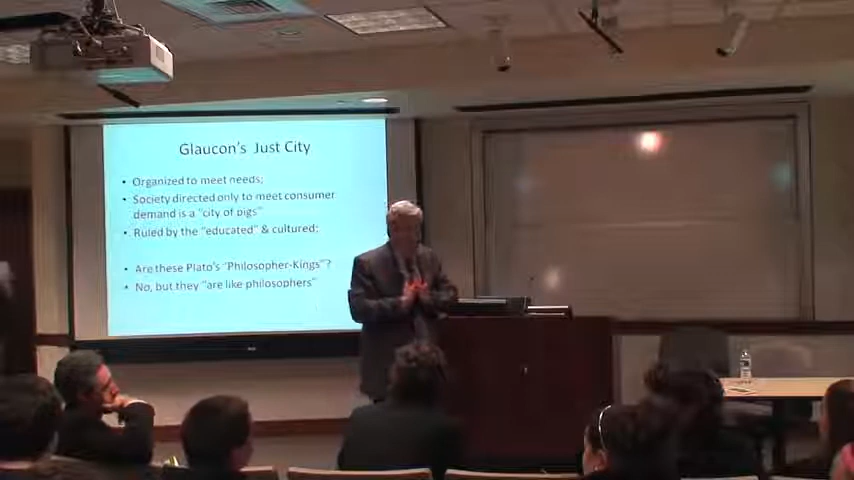 Glaucon's Just City
• Organized to meet needs;
• Society directed only to meet consumer
demand is a "city of pigs"
• Ruled by the "educated" & cultured;
• Are these Plato's "Philosopher-Kings"?
• No, but they "are like philosophers"